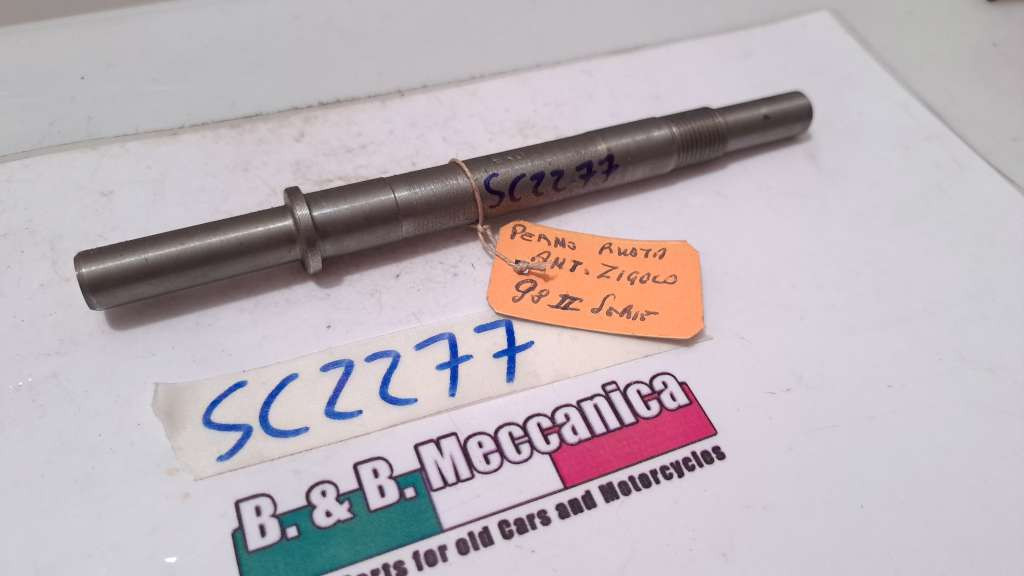 SC2277
PERNO RUOTA
ANT. ZIGOLO
98 II SERIE
SC2277
B. & B. Meccanica
Parts for old Cars and Motorcycles